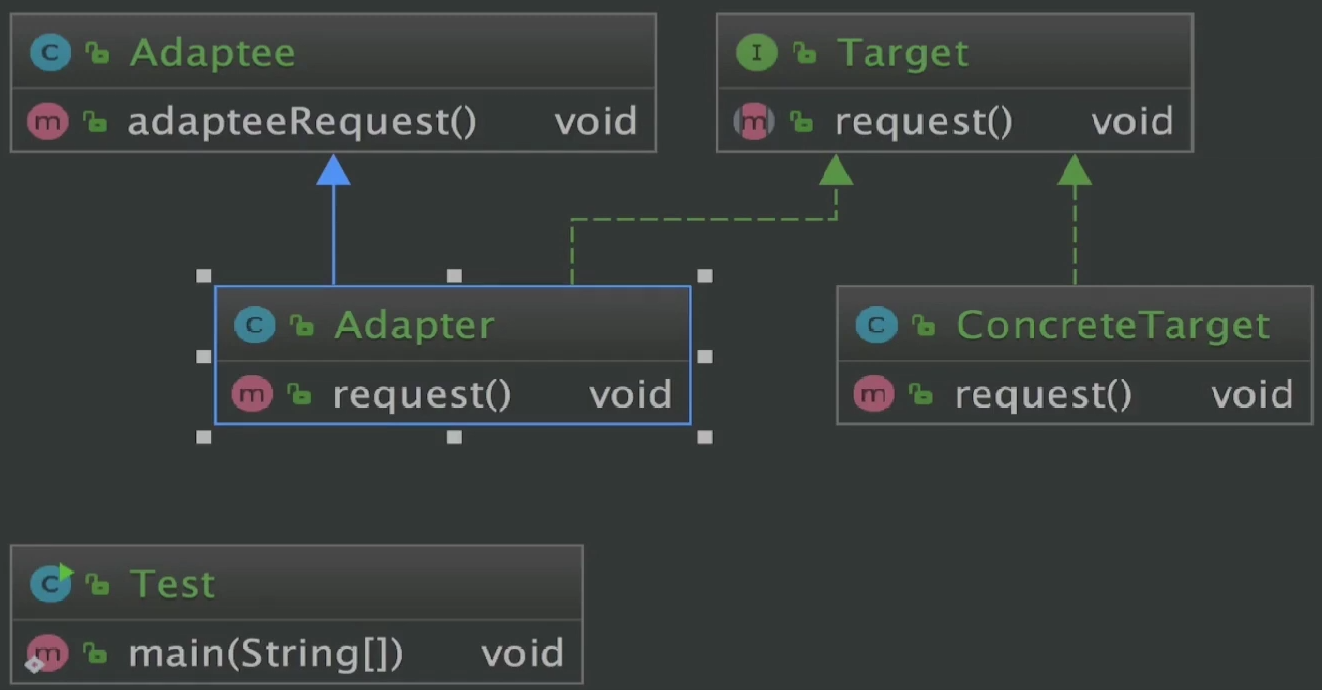 C Adaptee
m adapteeRequest() void
I Target
m request() void
C Adapter
m request() void
C ConcreteTarget
m request() void
C Test
m main(String[]) void